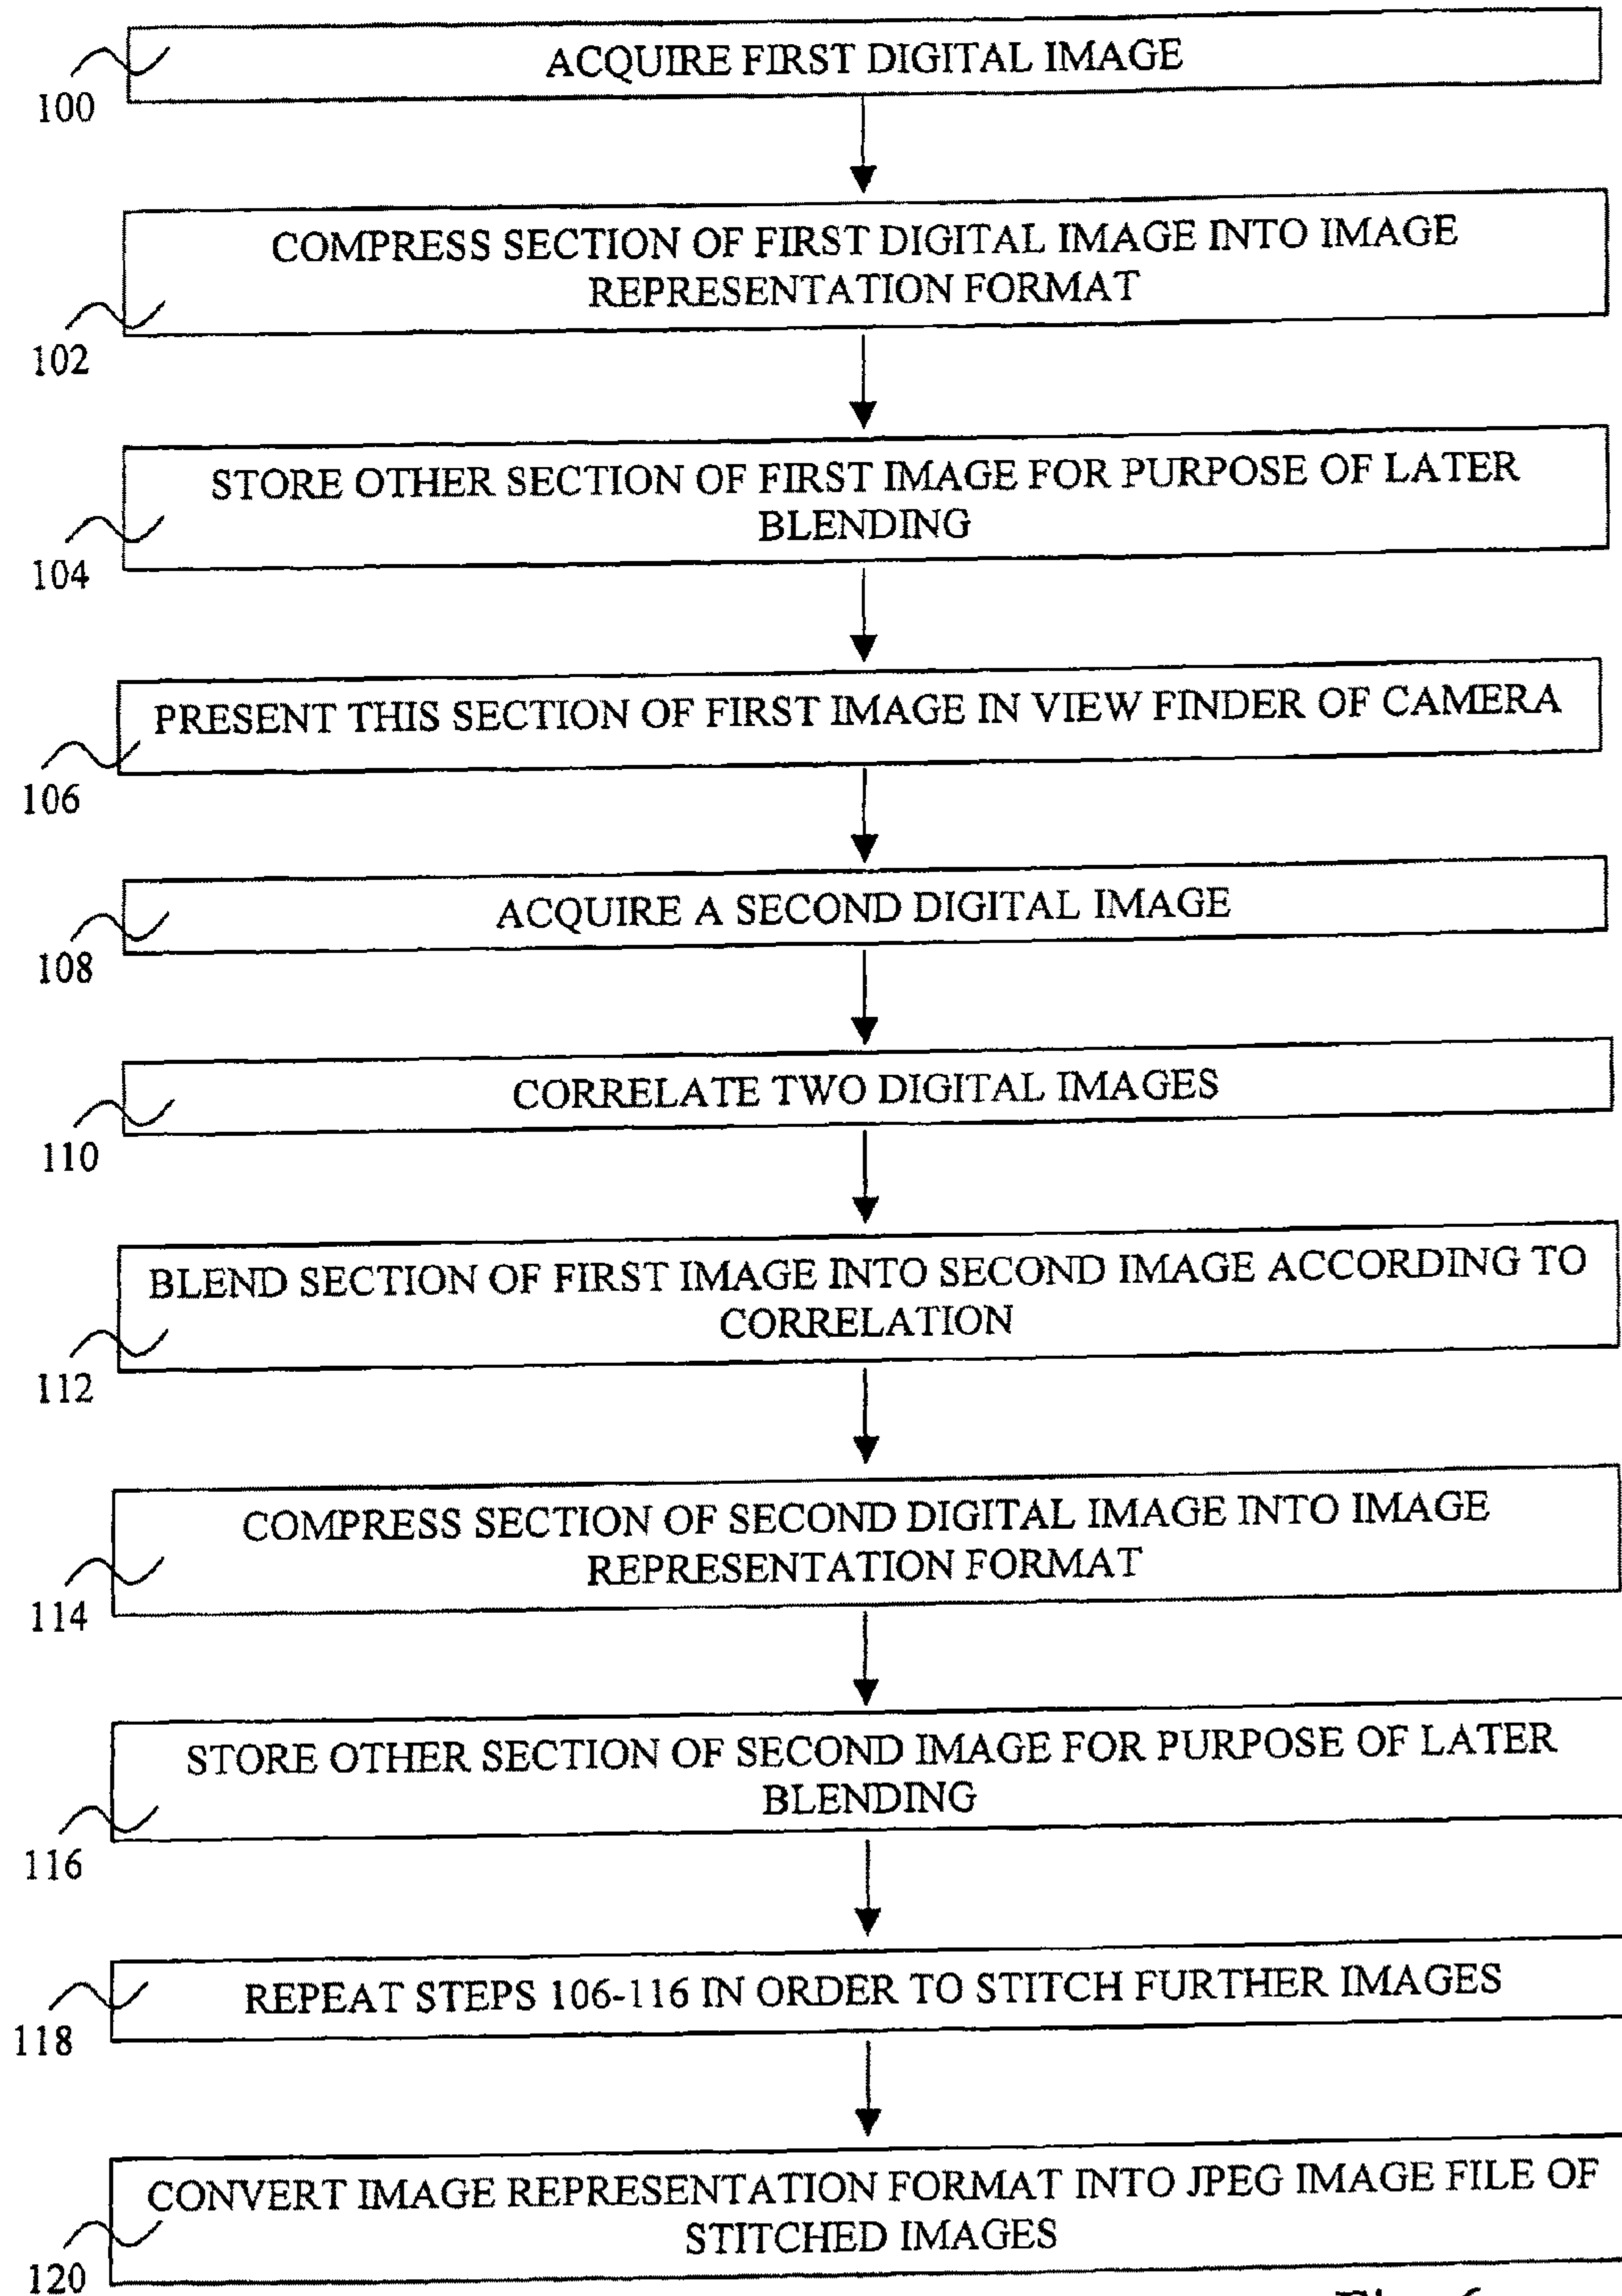 ACQUIRE FIRST DIGITAL IMAGE
100
COMPRESS SECTION OF FIRST DIGITAL IMAGE INTO IMAGE
REPRESENTATION FORMAT
102
STORE OTHER SECTION OF FIRST IMAGE FOR PURPOSE OF LATER
BLENDING
104
PRESENT THIS SECTION OF FIRST IMAGE IN VIEW FINDER OF CAMERA
106
ACQUIRE A SECOND DIGITAL IMAGE
108
CORRELATE TWO DIGITAL IMAGES
110
BLEND SECTION OF FIRST IMAGE INTO SECOND IMAGE ACCORDING TO
CORRELATION
112
COMPRESS SECTION OF SECOND DIGITAL IMAGE INTO IMAGE
REPRESENTATION FORMAT
114
STORE OTHER SECTION OF SECOND IMAGE FOR PURPOSE OF LATER
BLENDING
116
REPEAT STEPS 106-116 IN ORDER TO STITCH FURTHER IMAGES
118
CONVERT IMAGE REPRESENTATION FORMAT INTO JPEG IMAGE FILE OF
STITCHED IMAGES
120